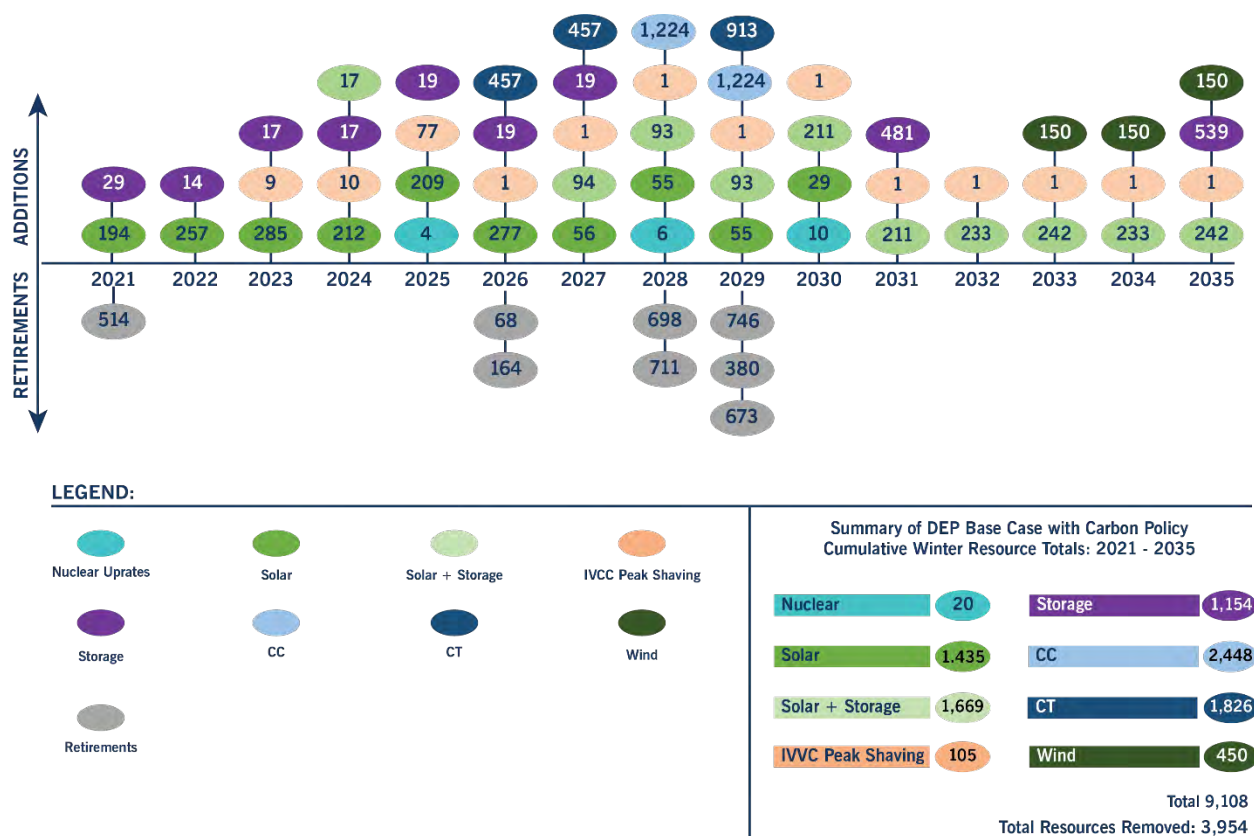 457 1,224 913
17 19 457 19 1 1,224 1 150
17 17 77 19 1 93 1 211 481 150 150 539
29 14 9 10 209 1 94 55 93 29 1 1 1 1 1
194 257 285 212 4 277 56 6 55 10 211 233 242 233 242
ADDITIONS
2021 2022 2023 2024 2025 2026 2027 2028 2029 2030 2031 2032 2033 2034 2035
RETIREMENTS
514 68 698 746
164 711 380
673
LEGEND:
Nuclear Uprates Solar Solar + Storage IVCC Peak Shaving
Storage CC CT Wind
Retirements
Summary of DEP Base Case with Carbon Policy
Cumulative Winter Resource Totals: 2021 - 2035
Nuclear 20 Storage 1,154
Solar 1.435 CC 2,448
Solar + Storage 1,669 CT 1,826
IVVC Peak Shaving 105 Wind 450
Total 9,108
Total Resources Removed: 3,954